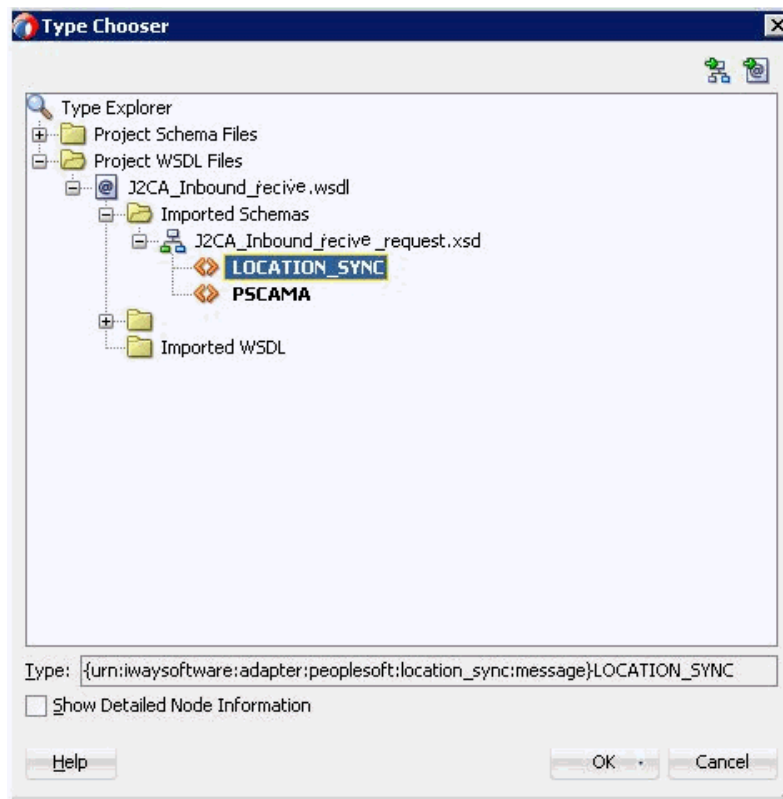 Type Chooser
Type Explorer
Project Schema Files
Project WSDL Files
J2CA_Inbound_recive.wsdl
Imported Schemas
J2CA_Inbound_recive_request.xsd
LOCATION_SYNC
PSCAMA
Imported WSDL
Type: {urn:iwaysoftware:adapter:peoplesoft:location_sync:message}LOCATION_SYNC
Show Detailed Node Information
Help OK Cancel